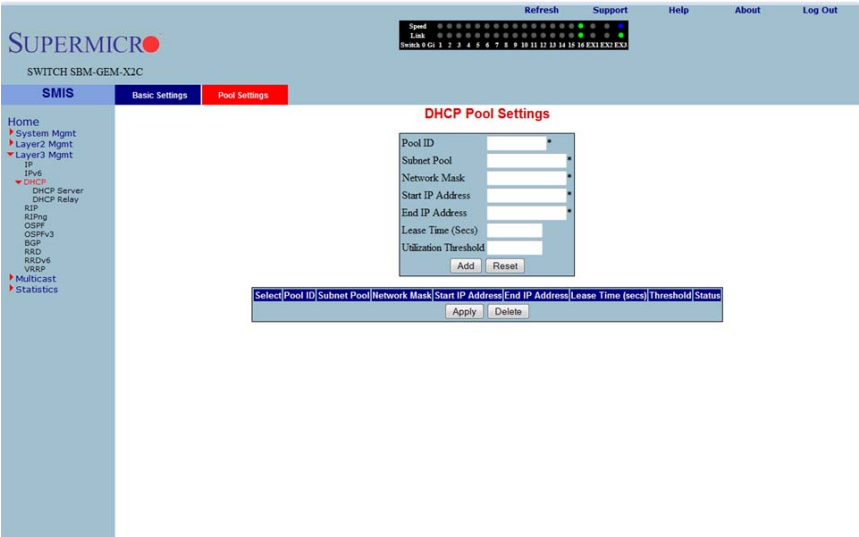 Refresh Support Help About Log Out
Speed
Link
Switch 0 Gi 1 2 3 4 5 6 7 8 9 10 11 12 13 14 15 16 EX1 EX2 EX3
SUPERMICRO
SWITCH SBM-GEM-X2C
SMIS
Basic Settings Pool Settings
Home
System Mgmt
Layer2 Mgmt
Layer3 Mgmt
IP
IPv6
DHCP
DHCP Server
DHCP Relay
RIP
RIPng
OSPF
OSPFv3
BGP
RRD
RRDv6
VRRP
Multicast
Statistics
DHCP Pool Settings
Pool ID *
Subnet Pool *
Network Mask *
Start IP Address *
End IP Address *
Lease Time (Secs)
Utilization Threshold
Add Reset
Select Pool ID Subnet Pool Network Mask Start IP Address End IP Address Lease Time (secs) Threshold Status
Apply Delete